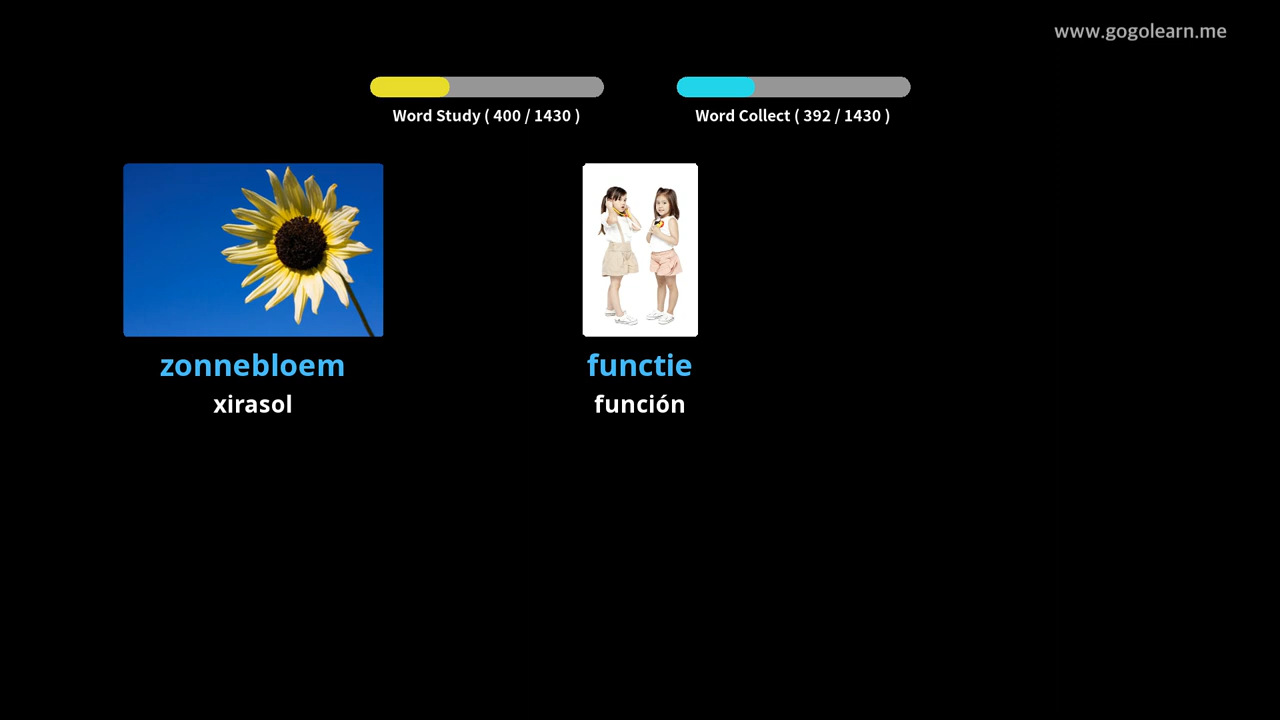 www.gogolearn.me
Word Study ( 400 / 1430 )
Word Collect ( 392 / 1430 )
zonnebloem
xirasol
functie
función